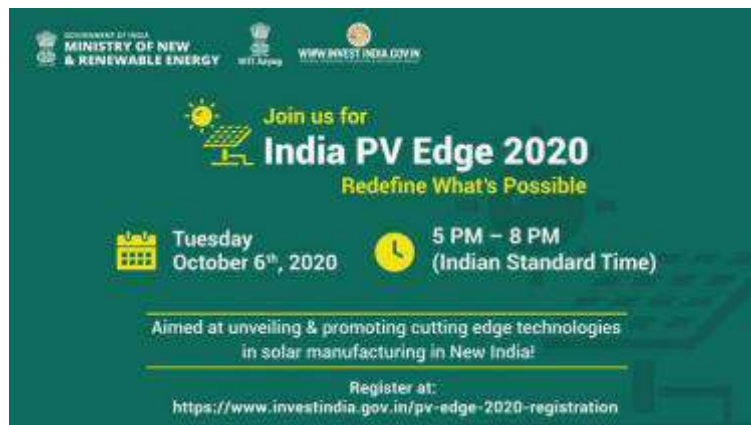 GOVERNMENT OF INDIA
MINISTRY OF NEW
& RENEWABLE ENERGY
NITI Aayog
WWW.INVESTINDIA.GOV.IN
Join us for
India PV Edge 2020
Redefine What's Possible
Tuesday
October 6th, 2020
5 PM – 8 PM
(Indian Standard Time)
Aimed at unveiling & promoting cutting edge technologies
in solar manufacturing in New India!
Register at:
https://www.investindia.gov.in/pv-edge-2020-registration